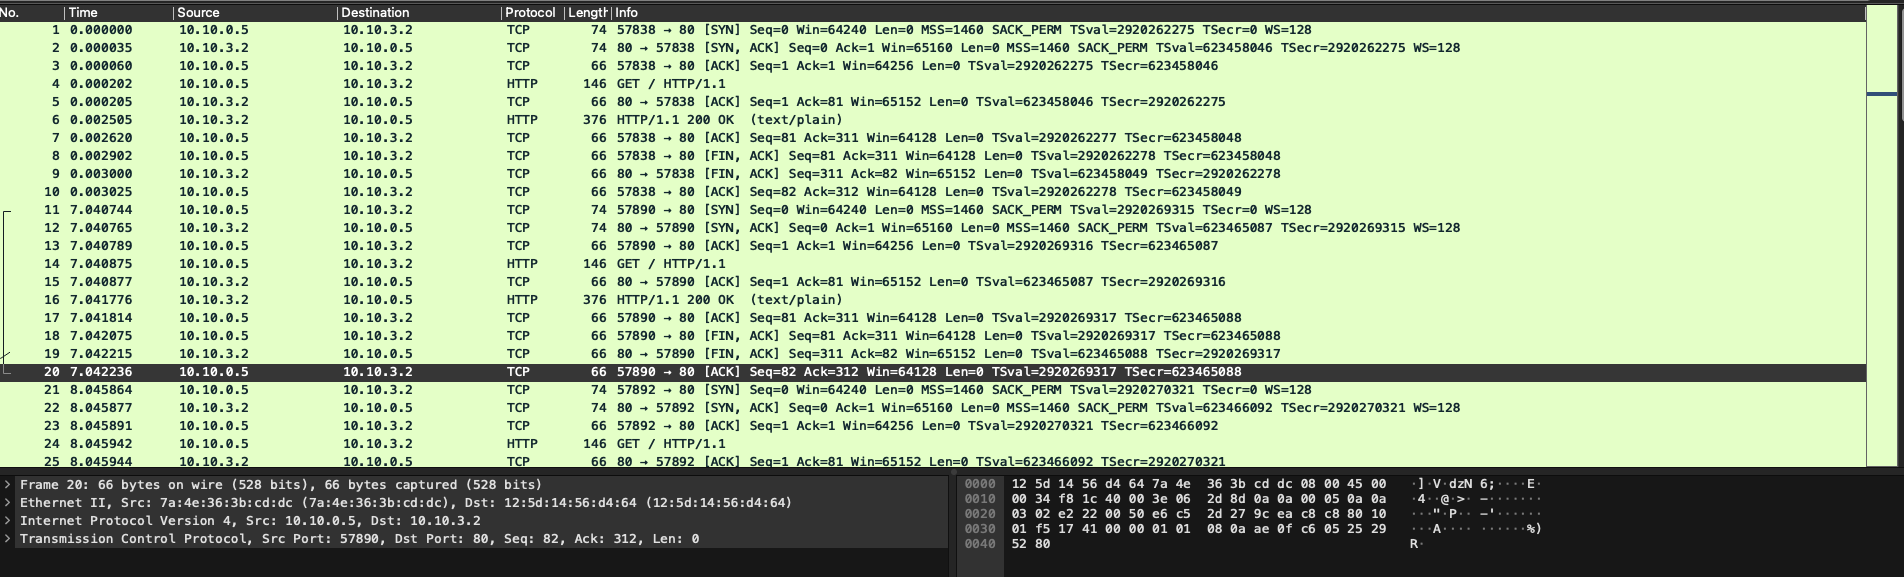 No. Time Source Destination Protocol Length Info
1 0.000000 10.10.0.5 10.10.3.2 TCP 74 57838 → 80 [SYN] Seq=0 Win=64240 Len=0 MSS=1460 SACK_PERM TSval=2920262275 TSecr=0 WS=128
2 0.000035 10.10.3.2 10.10.0.5 TCP 74 80 → 57838 [SYN, ACK] Seq=0 Ack=1 Win=65160 Len=0 MSS=1460 SACK_PERM TSval=623458046 TSecr=2920262275 WS=128
3 0.000060 10.10.0.5 10.10.3.2 TCP 66 57838 → 80 [ACK] Seq=1 Ack=1 Win=64256 Len=0 TSval=2920262275 TSecr=623458046
4 0.000202 10.10.0.5 10.10.3.2 HTTP 146 GET / HTTP/1.1
5 0.000205 10.10.3.2 10.10.0.5 TCP 66 80 → 57838 [ACK] Seq=1 Ack=81 Win=65152 Len=0 TSval=623458046 TSecr=2920262275
6 0.002505 10.10.3.2 10.10.0.5 HTTP 376 HTTP/1.1 200 OK (text/plain)
7 0.002620 10.10.0.5 10.10.3.2 TCP 66 57838 → 80 [ACK] Seq=81 Ack=311 Win=64128 Len=0 TSval=2920262277 TSecr=623458048
8 0.002902 10.10.0.5 10.10.3.2 TCP 66 57838 → 80 [FIN, ACK] Seq=81 Ack=311 Win=64128 Len=0 TSval=2920262278 TSecr=623458048
9 0.003000 10.10.3.2 10.10.0.5 TCP 66 80 → 57838 [FIN, ACK] Seq=311 Ack=82 Win=65152 Len=0 TSval=623458049 TSecr=2920262278
10 0.003025 10.10.0.5 10.10.3.2 TCP 66 57838 → 80 [ACK] Seq=82 Ack=312 Win=64128 Len=0 TSval=2920262278 TSecr=623458049
11 7.040744 10.10.0.5 10.10.3.2 TCP 74 57890 → 80 [SYN] Seq=0 Win=64240 Len=0 MSS=1460 SACK_PERM TSval=2920269315 TSecr=0 WS=128
12 7.040765 10.10.3.2 10.10.0.5 TCP 74 80 → 57890 [SYN, ACK] Seq=0 Ack=1 Win=65160 Len=0 MSS=1460 SACK_PERM TSval=623465087 TSecr=2920269315 WS=128
13 7.040789 10.10.0.5 10.10.3.2 TCP 66 57890 → 80 [ACK] Seq=1 Ack=1 Win=64256 Len=0 TSval=2920269316 TSecr=623465087
14 7.040875 10.10.0.5 10.10.3.2 HTTP 146 GET / HTTP/1.1
15 7.040877 10.10.3.2 10.10.0.5 TCP 66 80 → 57890 [ACK] Seq=1 Ack=81 Win=65152 Len=0 TSval=623465087 TSecr=2920269316
16 7.041776 10.10.3.2 10.10.0.5 HTTP 376 HTTP/1.1 200 OK (text/plain)
17 7.041814 10.10.0.5 10.10.3.2 TCP 66 57890 → 80 [ACK] Seq=81 Ack=311 Win=64128 Len=0 TSval=2920269317 TSecr=623465088
18 7.042075 10.10.0.5 10.10.3.2 TCP 66 57890 → 80 [FIN, ACK] Seq=81 Ack=311 Win=64128 Len=0 TSval=2920269317 TSecr=623465088
19 7.042215 10.10.3.2 10.10.0.5 TCP 66 80 → 57890 [FIN, ACK] Seq=311 Ack=82 Win=65152 Len=0 TSval=623465088 TSecr=2920269317
20 7.042236 10.10.0.5 10.10.3.2 TCP 66 57890 → 80 [ACK] Seq=82 Ack=312 Win=64128 Len=0 TSval=2920269317 TSecr=623465088
21 8.045864 10.10.0.5 10.10.3.2 TCP 74 57892 → 80 [SYN] Seq=0 Win=64240 Len=0 MSS=1460 SACK_PERM TSval=2920270321 TSecr=0 WS=128
22 8.045877 10.10.3.2 10.10.0.5 TCP 74 80 → 57892 [SYN, ACK] Seq=0 Ack=1 Win=65160 Len=0 MSS=1460 SACK_PERM TSval=623466092 TSecr=2920270321 WS=128
23 8.045891 10.10.0.5 10.10.3.2 TCP 66 57892 → 80 [ACK] Seq=1 Ack=1 Win=64256 Len=0 TSval=2920270321 TSecr=623466092
24 8.045942 10.10.0.5 10.10.3.2 HTTP 146 GET / HTTP/1.1
25 8.045944 10.10.3.2 10.10.0.5 TCP 66 80 → 57892 [ACK] Seq=1 Ack=81 Win=65152 Len=0 TSval=623466092 TSecr=2920270321
Frame 20: 66 bytes on wire (528 bits), 66 bytes captured (528 bits)
Ethernet II, Src: 7a:4e:36:3b:cd:dc (7a:4e:36:3b:cd:dc), Dst: 12:5d:14:56:d4:64 (12:5d:14:56:d4:64)
Internet Protocol Version 4, Src: 10.10.0.5, Dst: 10.10.3.2
Transmission Control Protocol, Src Port: 57890, Dst Port: 80, Seq: 82, Ack: 312, Len: 0
0000 12 5d 14 56 d4 64 7a 4e 36 3b cd dc 08 00 45 00 ·]·V·dzN 6;····E·
0010 00 34 f8 1c 40 00 3e 06 2d 8d 0a 0a 00 05 0a 0a ·4··@·>· -·······
0020 03 02 e2 22 00 50 e6 c5 2d 27 9c ea c8 c8 80 10 ···"·P·· -'······
0030 01 f5 17 41 00 00 01 01 08 0a ae 0f c6 05 25 29 ···A···· ······%)
0040 52 80 R·